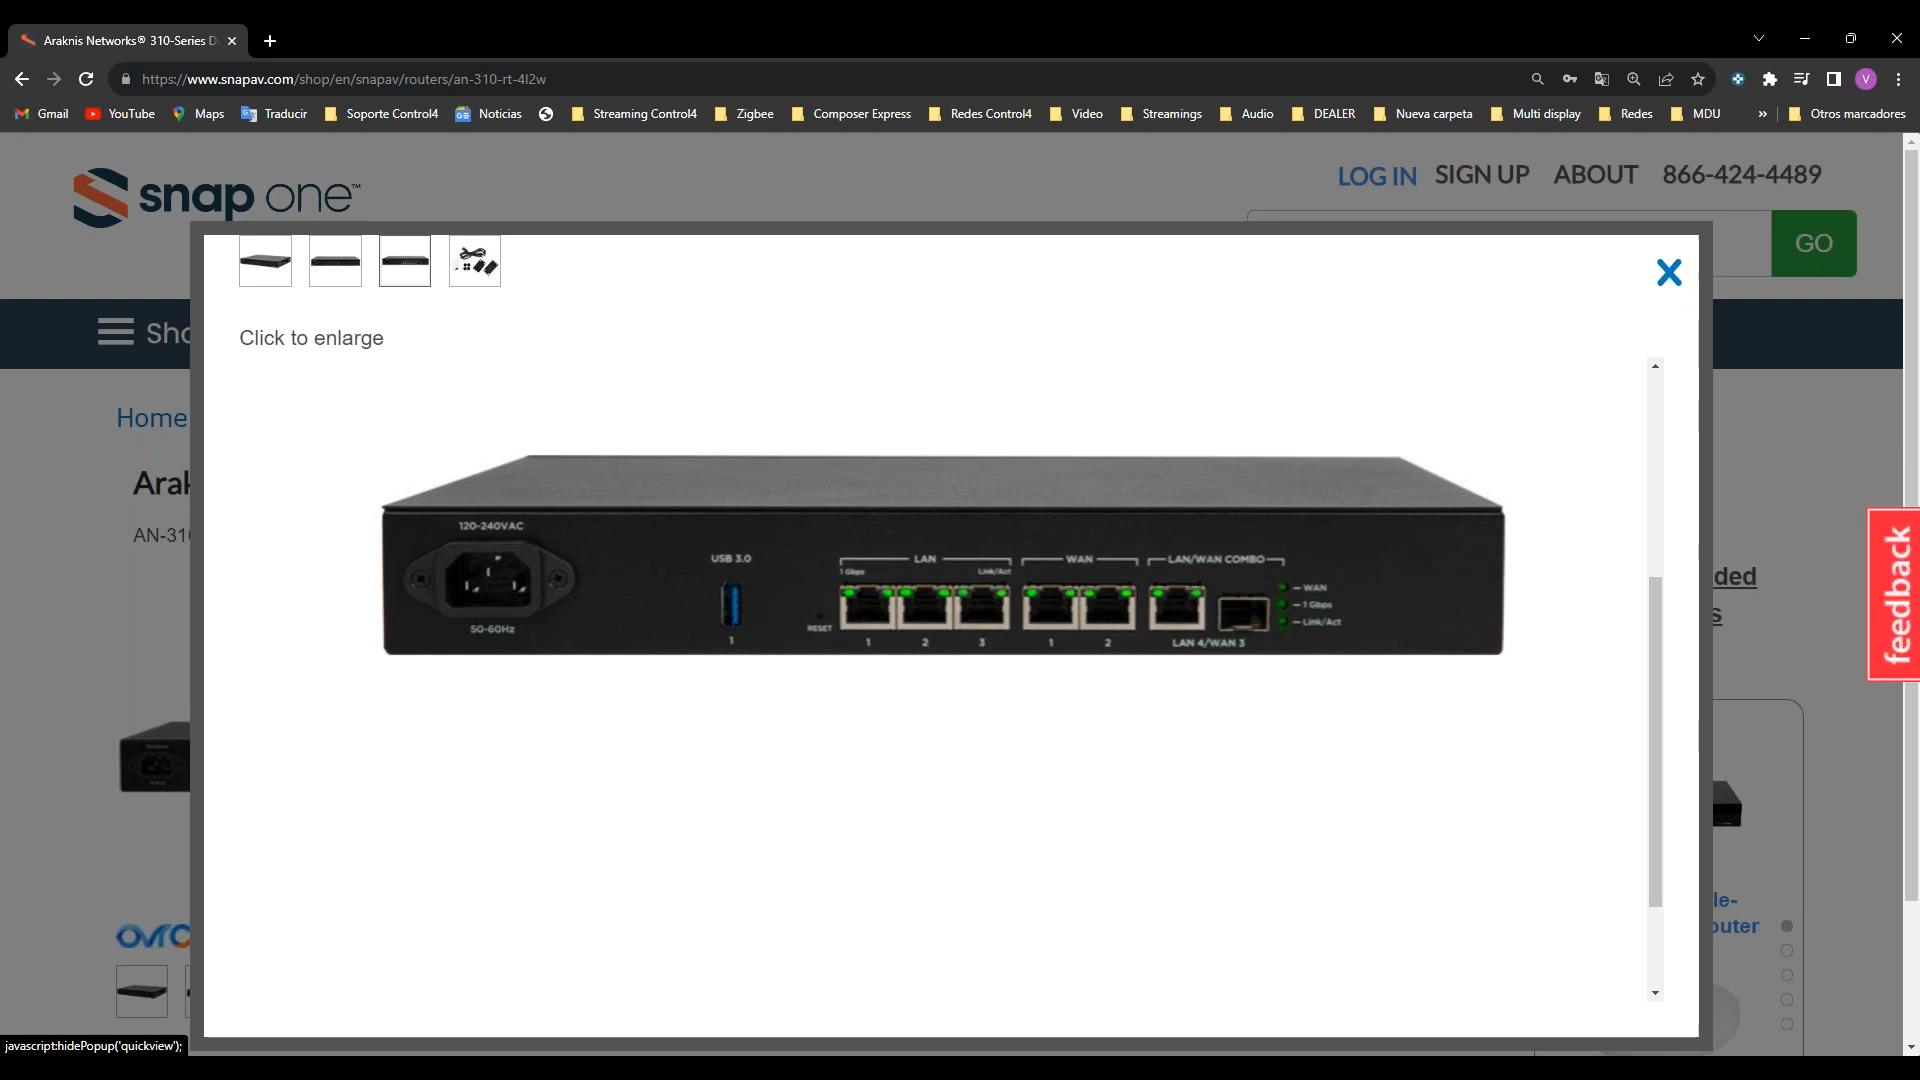 Araknis Networks® 310-Series D
https://www.snapav.com/shop/en/snapav/routers/an-310-rt-4l2w
V
Gmail
YouTube
Maps
Traducir
Soporte Control4
Noticias
Streaming Control4
Zigbee
Composer Express
Redes Control4
Video
Streamings
Audio
DEALER
Nueva carpeta
Multi display
Redes
MDU
»
Otros marcadores
snap one™
LOG IN
SIGN UP
ABOUT
866-424-4489
GO
Sho
Click to enlarge
Home
Arak
AN-310
120-240VAC
50-60Hz
USB 3.0
1
RESET
LAN
1 Gbps
Link/Act
1
2
3
WAN
1
2
LAN/WAN COMBO
LAN 4/WAN 3
WAN
1 Gbps
Link/Act
feedback
ded
s
le-
outer
OvrC
javascript:hidePopup('quickview');